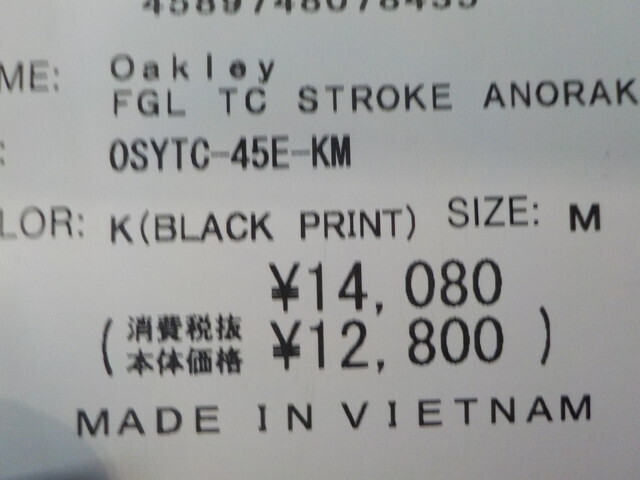 4589748078455
ME: Oakley
FGL TC STROKE ANORAK
: OSYTC-45E-KM
LOR: K(BLACK PRINT) SIZE: M
¥14,080
(消費税抜
本体価格 ¥12,800)
MADE IN VIETNAM